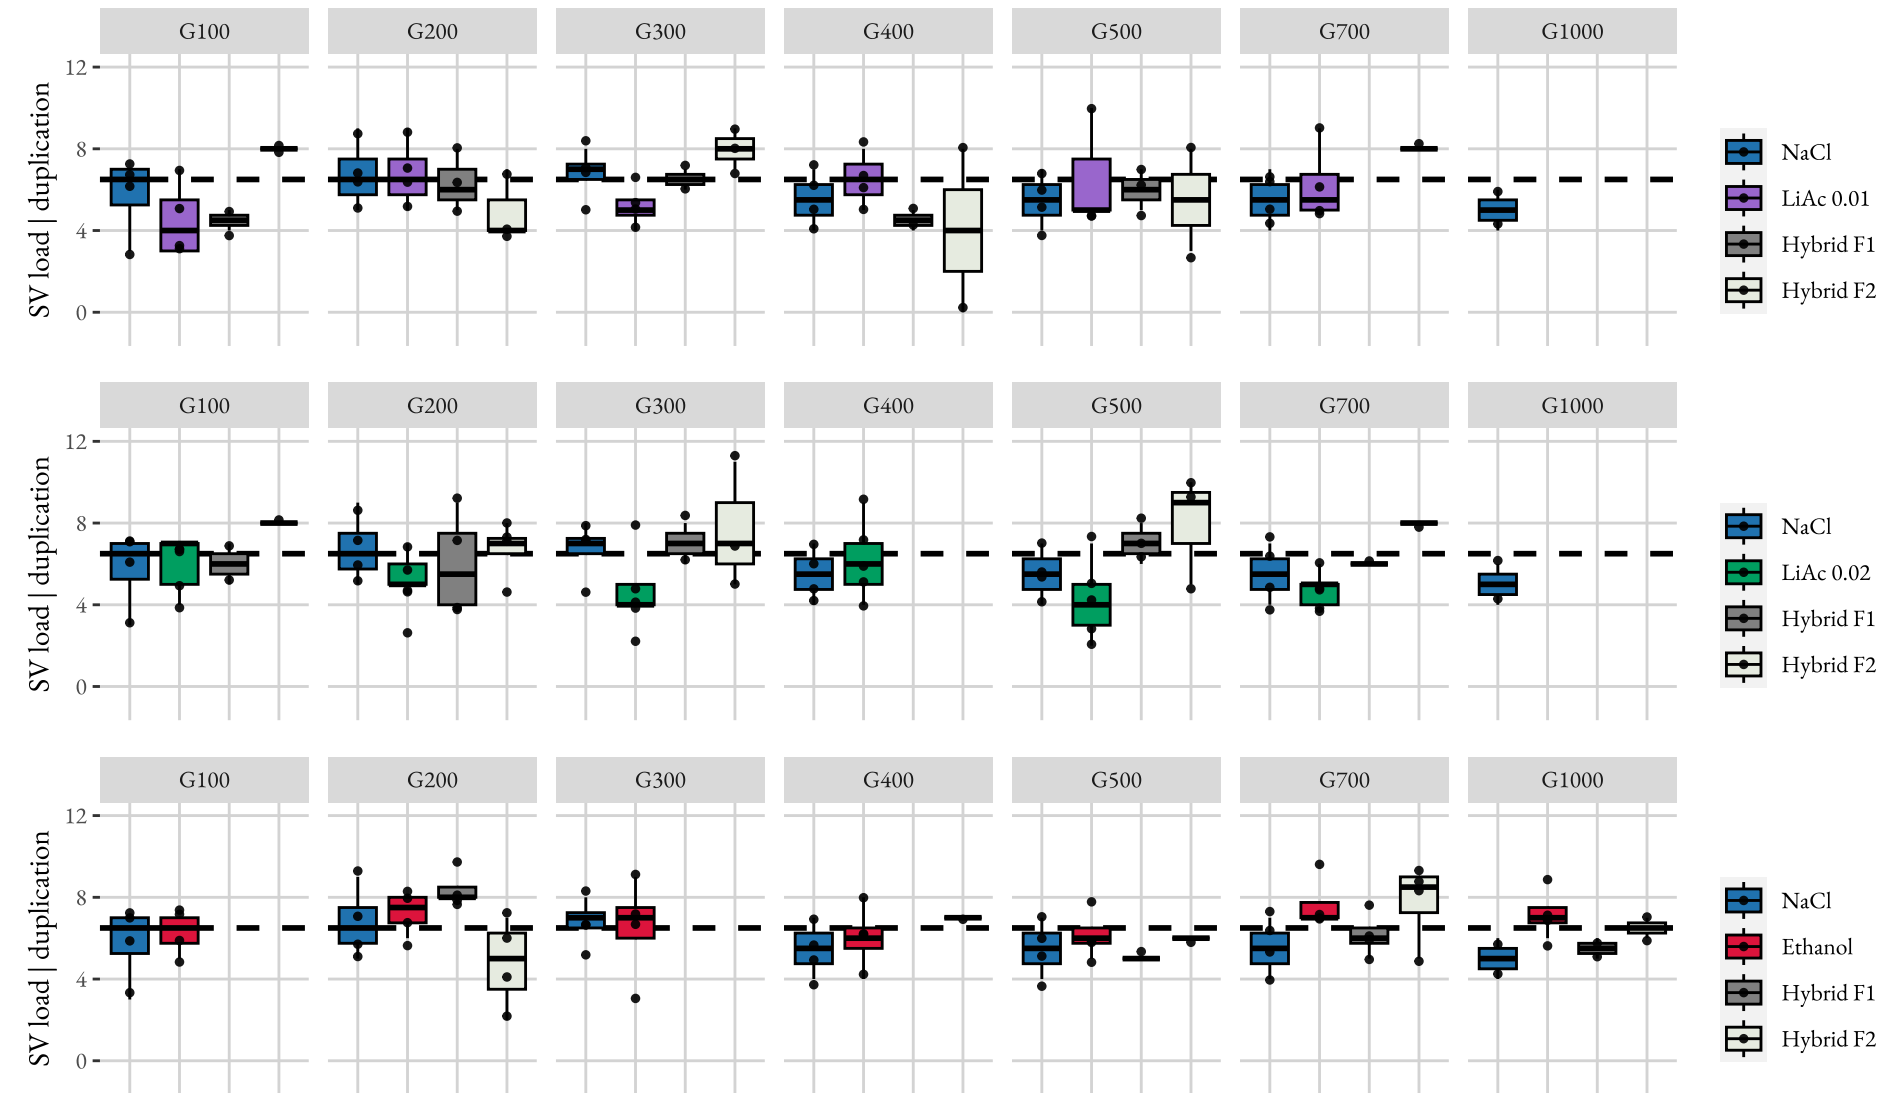 G100 G200 G300 G400 G500 G700 G1000
SV load | duplication
12
8
4
0
NaCl
LiAc 0.01
Hybrid F1
Hybrid F2
G100 G200 G300 G400 G500 G700 G1000
SV load | duplication
12
8
4
0
NaCl
LiAc 0.02
Hybrid F1
Hybrid F2
G100 G200 G300 G400 G500 G700 G1000
SV load | duplication
12
8
4
0
NaCl
Ethanol
Hybrid F1
Hybrid F2